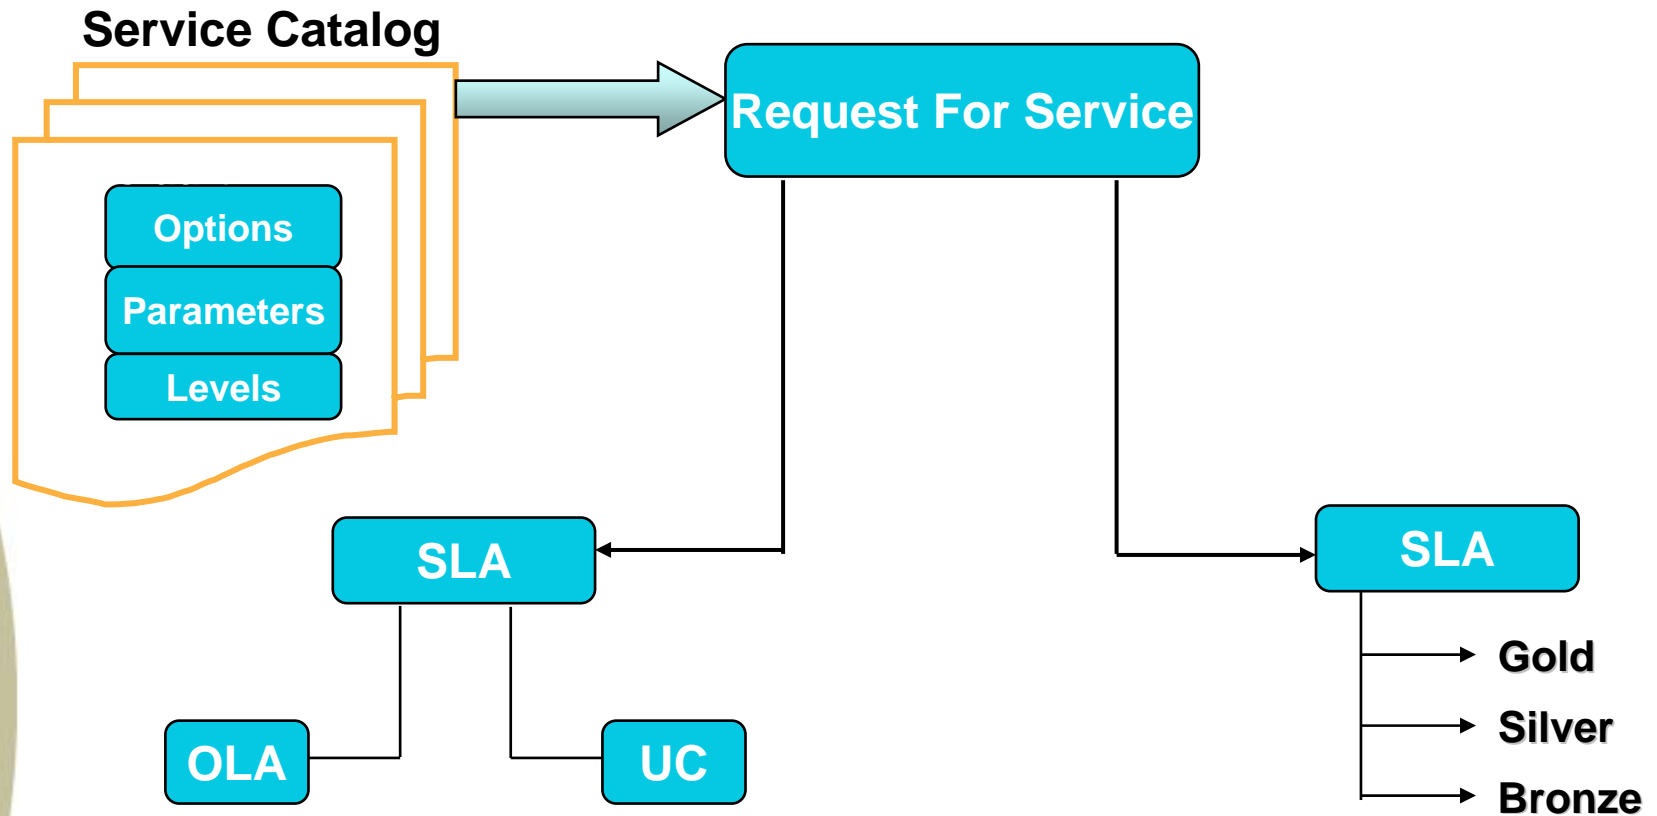 Service Catalog
Request For Service
Options
Parameters
Levels
SLA
SLA
OLA
UC
Gold
Silver
Bronze